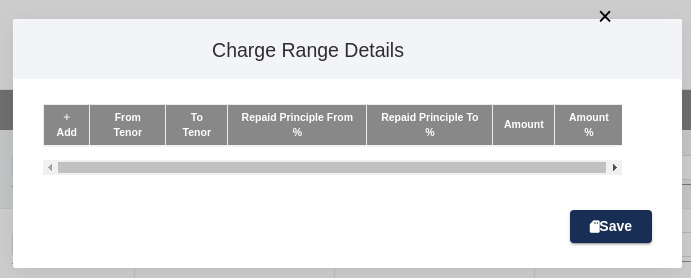 ×
Charge Range Details
+ Add
From Tenor
To Tenor
Repaid Principle From %
Repaid Principle To %
Amount
Amount %
Save